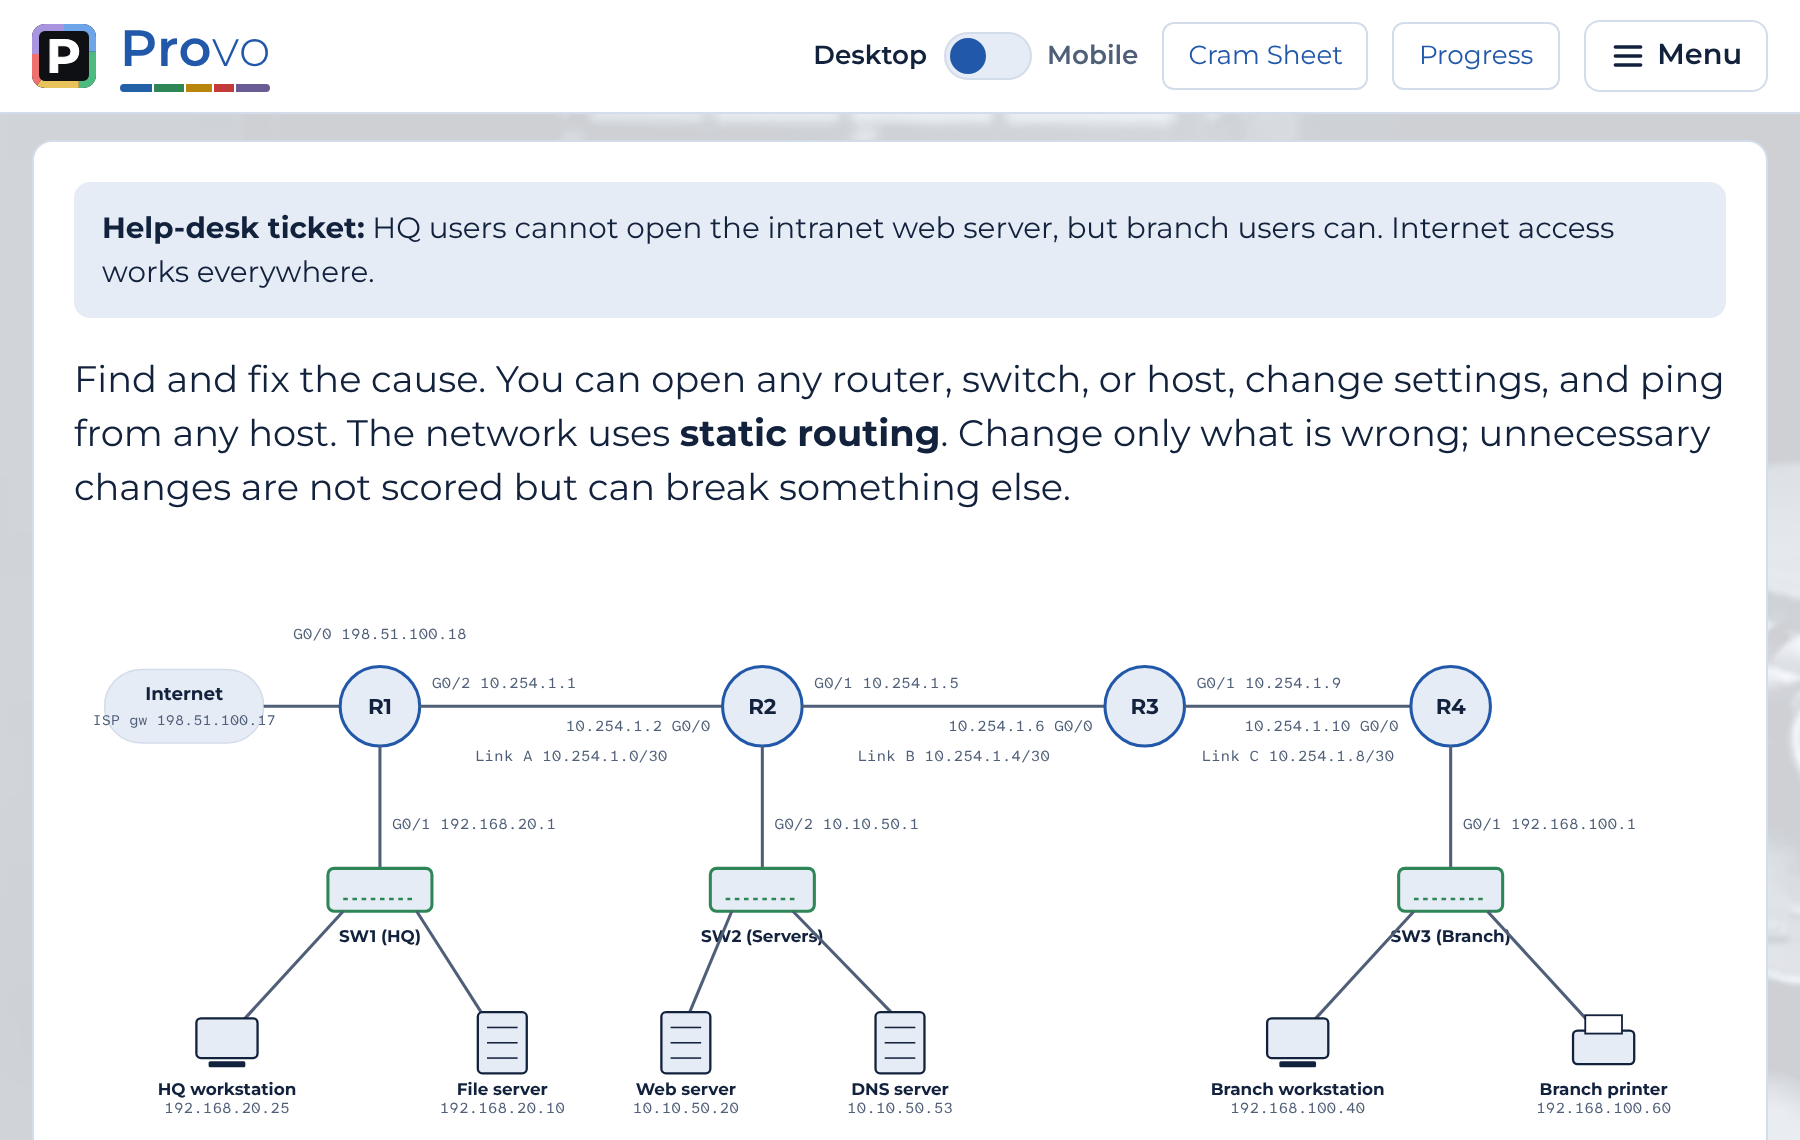 P Provo
Desktop Mobile Cram Sheet Progress Menu
Help-desk ticket: HQ users cannot open the intranet web server, but branch users can. Internet access
works everywhere.
Find and fix the cause. You can open any router, switch, or host, change settings, and ping
from any host. The network uses static routing. Change only what is wrong; unnecessary
changes are not scored but can break something else.
G0/0 198.51.100.18
Internet
ISP gw 198.51.100.17
R1
G0/2 10.254.1.1
10.254.1.2 G0/0
Link A 10.254.1.0/30
R2
G0/1 10.254.1.5
10.254.1.6 G0/0
Link B 10.254.1.4/30
R3
G0/1 10.254.1.9
10.254.1.10 G0/0
Link C 10.254.1.8/30
R4
G0/1 192.168.20.1
G0/2 10.10.50.1
G0/1 192.168.100.1
SW1 (HQ)
SW2 (Servers)
SW3 (Branch)
HQ workstation
192.168.20.25
File server
192.168.20.10
Web server
10.10.50.20
DNS server
10.10.50.53
Branch workstation
192.168.100.40
Branch printer
192.168.100.60